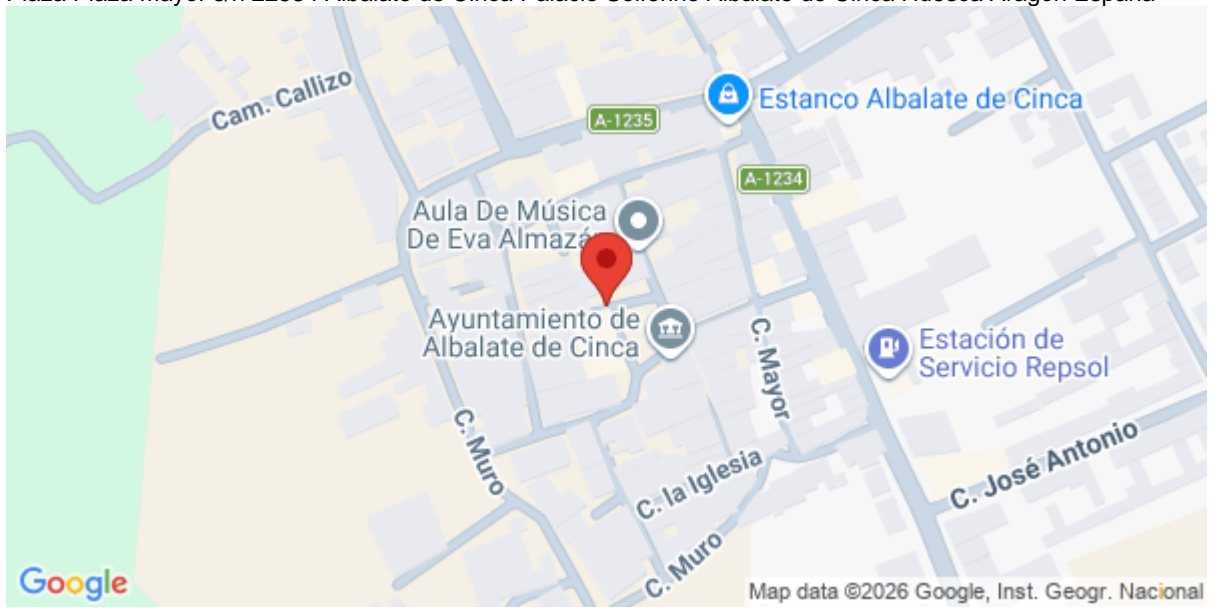 Cam. Callizo
Estanco Albalate de Cinca
A-1235
A-1234
Aula De Música
De Eva Almazán
Ayuntamiento de
Albalate de Cinca
C. Mayor
Estación de
Servicio Repsol
C. Muro
C. la Iglesia
C. José Antonio
C. Muro
Google
Map data ©2026 Google, Inst. Geogr. Nacional